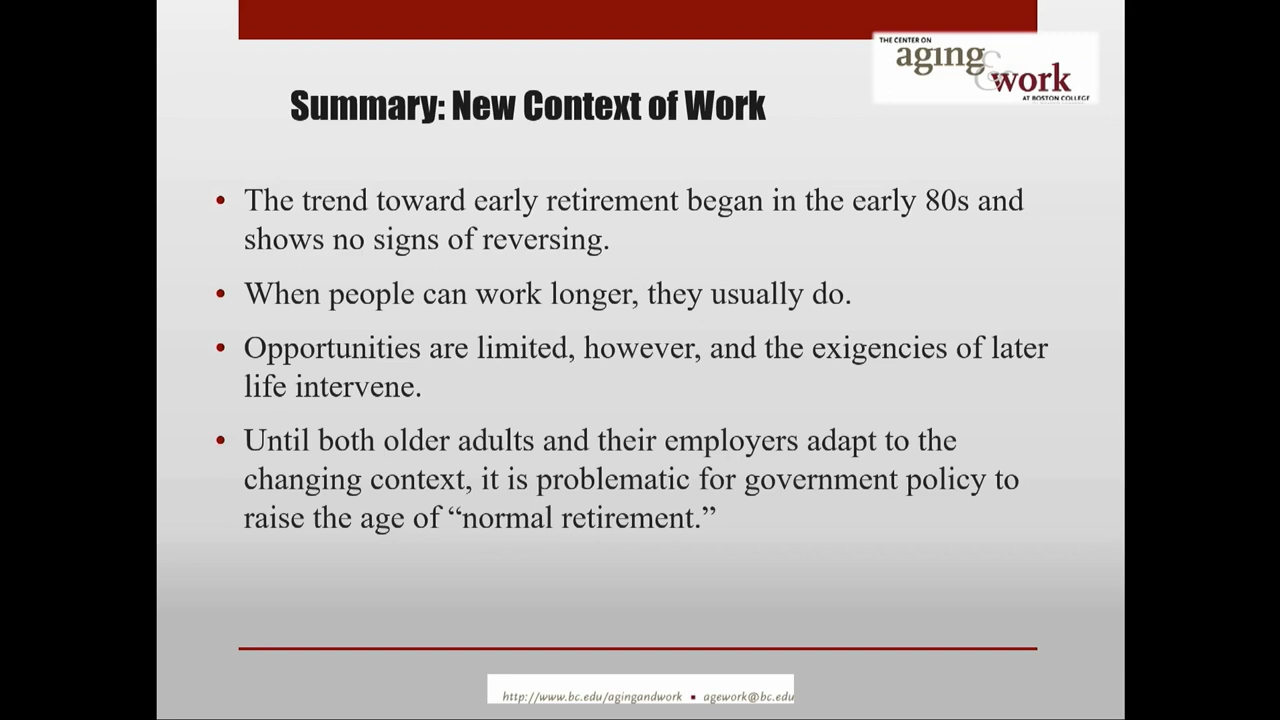 THE CENTER ON
aging
&
work
AT BOSTON COLLEGE
Summary: New Context of Work
• The trend toward early retirement began in the early 80s and
shows no signs of reversing.
• When people can work longer, they usually do.
• Opportunities are limited, however, and the exigencies of later
life intervene.
• Until both older adults and their employers adapt to the
changing context, it is problematic for government policy to
raise the age of “normal retirement.”
http://www.bc.edu/agingandwork ▪ agework@bc.edu